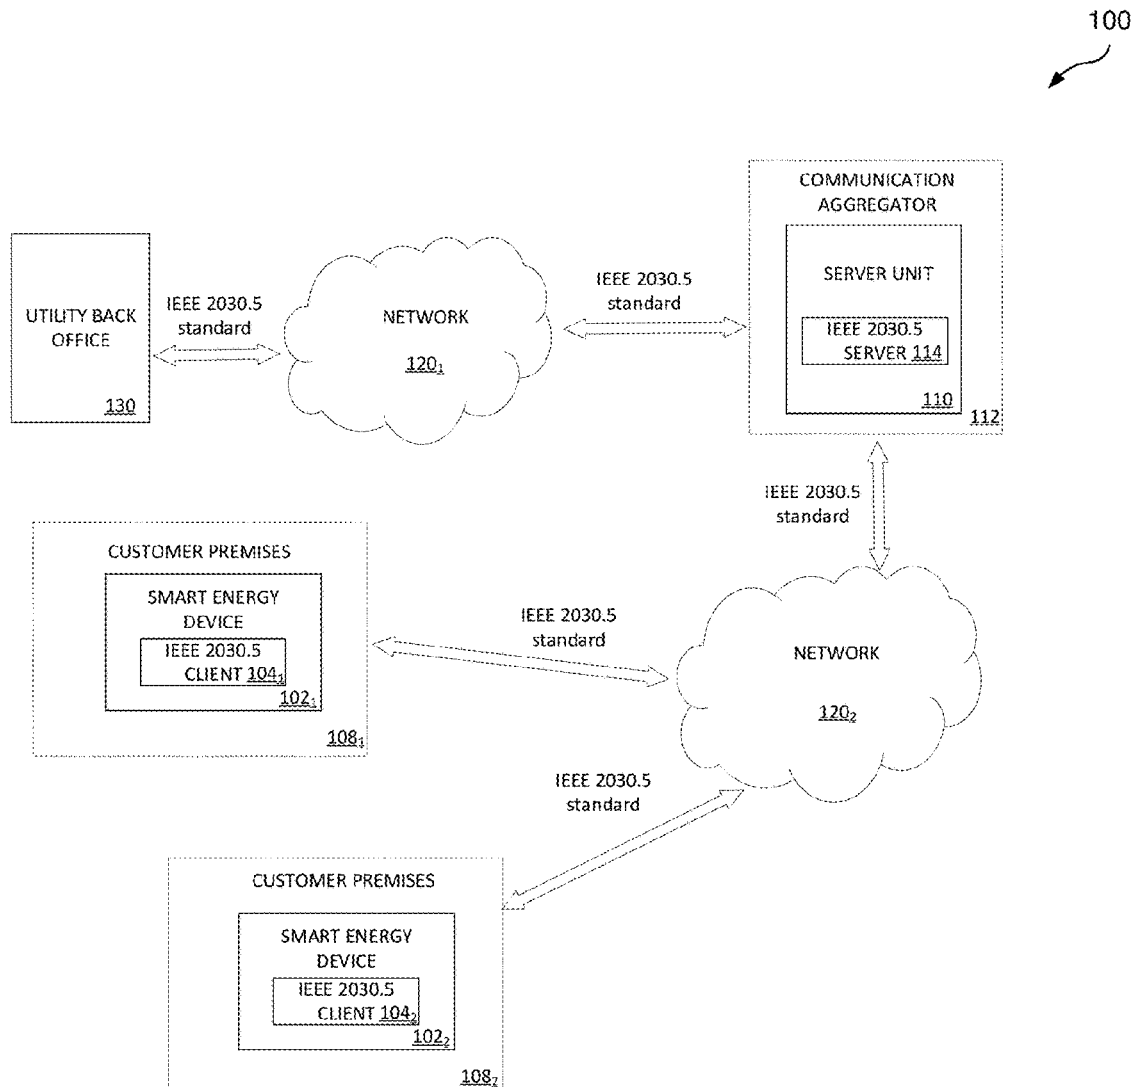 100
COMMUNICATION
AGGREGATOR
SERVER UNIT
IEEE 2030.5
SERVER 114
110
112
UTILITY BACK
OFFICE
130
IEEE 2030.5
standard
NETWORK
120₁
IEEE 2030.5
standard
IEEE 2030.5
standard
CUSTOMER PREMISES
SMART ENERGY
DEVICE
IEEE 2030.5
CLIENT 104₁
102₁
108₁
IEEE 2030.5
standard
NETWORK
120₂
IEEE 2030.5
standard
CUSTOMER PREMISES
SMART ENERGY
DEVICE
IEEE 2030.5
CLIENT 104₂
102₂
108₂